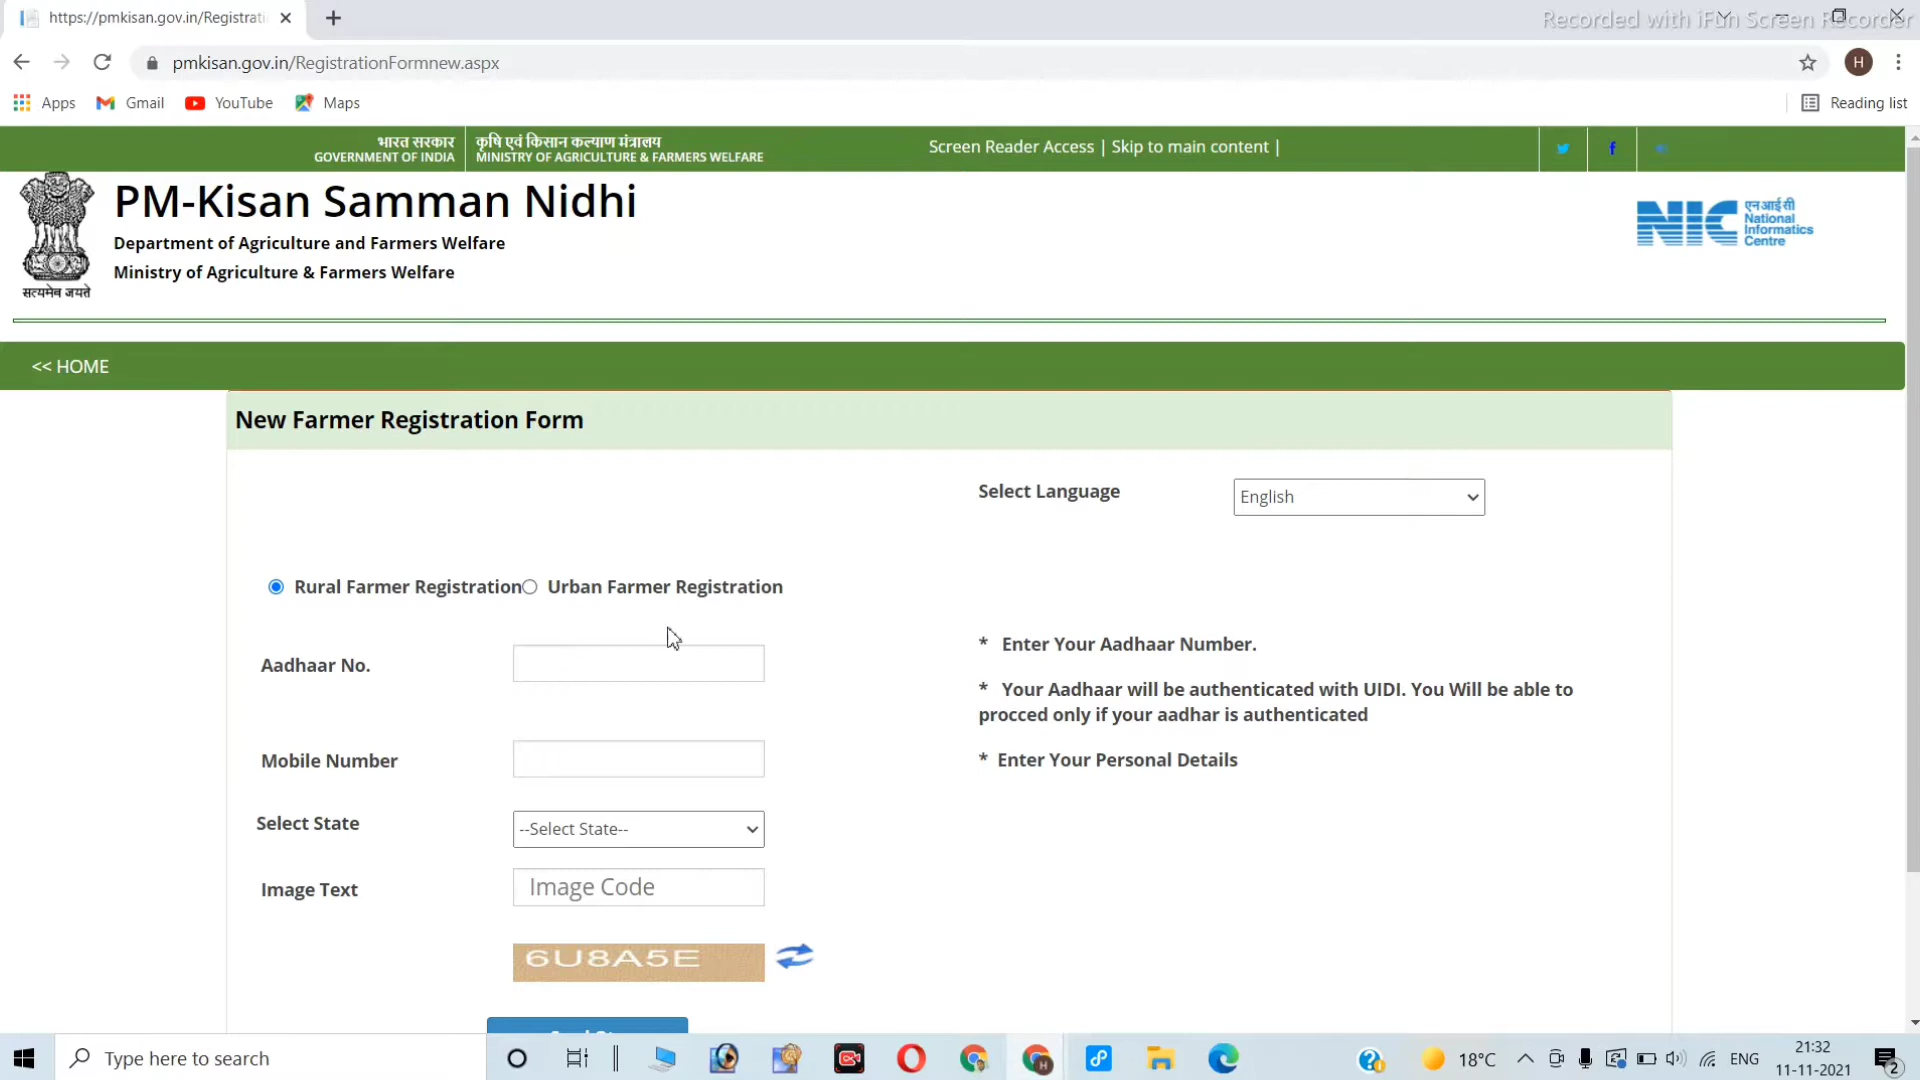 https://pmkisan.gov.in/Registrati
Recorded with iFun Screen Recorder
pmkisan.gov.in/RegistrationFormnew.aspx
H
Apps
Gmail
YouTube
Maps
Reading list
भारत सरकार
GOVERNMENT OF INDIA
कृषि एवं किसान कल्याण मंत्रालय
MINISTRY OF AGRICULTURE & FARMERS WELFARE
Screen Reader Access | Skip to main content |
PM-Kisan Samman Nidhi
Department of Agriculture and Farmers Welfare
Ministry of Agriculture & Farmers Welfare
सत्यमेव जयते
NIC
एनआईसी
National
Informatics
Centre
<< HOME
New Farmer Registration Form
Select Language
English
Rural Farmer Registration
Urban Farmer Registration
Aadhaar No.
* Enter Your Aadhaar Number.
* Your Aadhaar will be authenticated with UIDI. You Will be able to
procced only if your aadhar is authenticated
Mobile Number
* Enter Your Personal Details
Select State
--Select State--
Image Text
Image Code
6U8A5E
Type here to search
18°C
ENG
21:32
11-11-2021
2